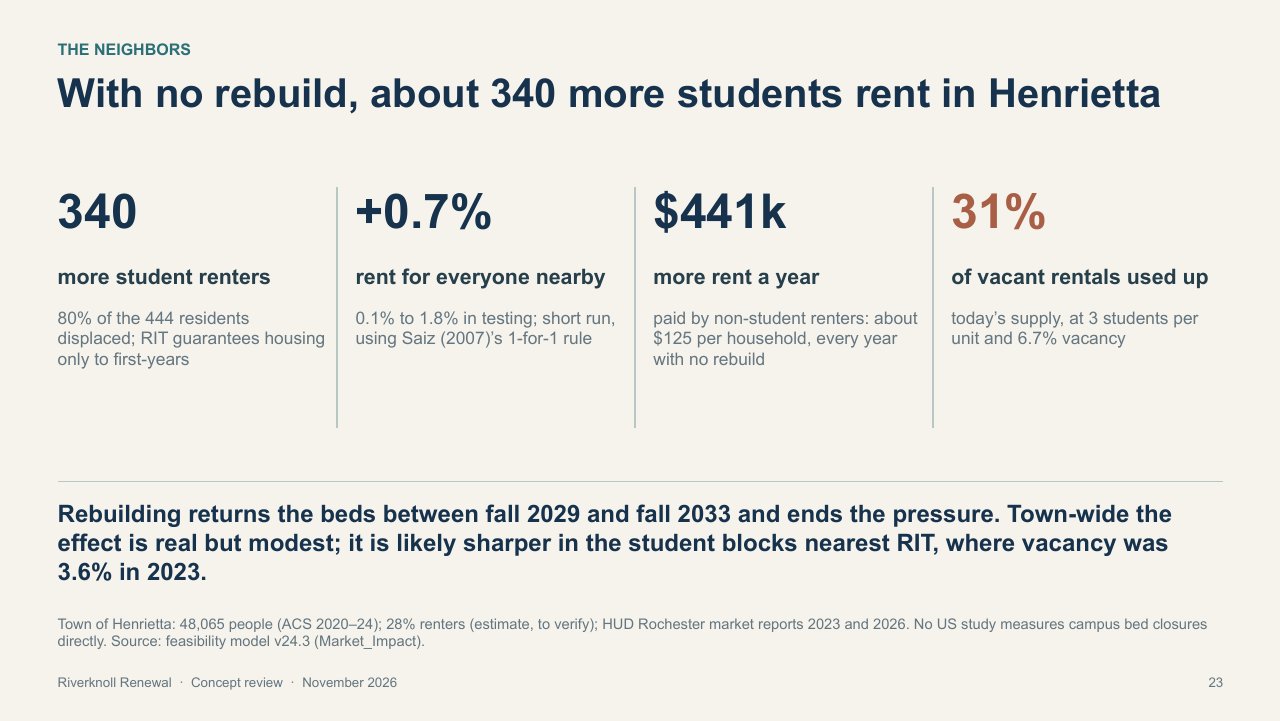 THE NEIGHBORS
With no rebuild, about 340 more students rent in Henrietta
340
more student renters
80% of the 444 residents
displaced; RIT guarantees housing
only to first-years
+0.7%
rent for everyone nearby
0.1% to 1.8% in testing; short run,
using Saiz (2007)’s 1-for-1 rule
$441k
more rent a year
paid by non-student renters: about
$125 per household, every year
with no rebuild
31%
of vacant rentals used up
today’s supply, at 3 students per
unit and 6.7% vacancy
Rebuilding returns the beds between fall 2029 and fall 2033 and ends the pressure. Town-wide the
effect is real but modest; it is likely sharper in the student blocks nearest RIT, where vacancy was
3.6% in 2023.
Town of Henrietta: 48,065 people (ACS 2020–24); 28% renters (estimate, to verify); HUD Rochester market reports 2023 and 2026. No US study measures campus bed closures
directly. Source: feasibility model v24.3 (Market_Impact).
Riverknoll Renewal · Concept review · November 2026
23